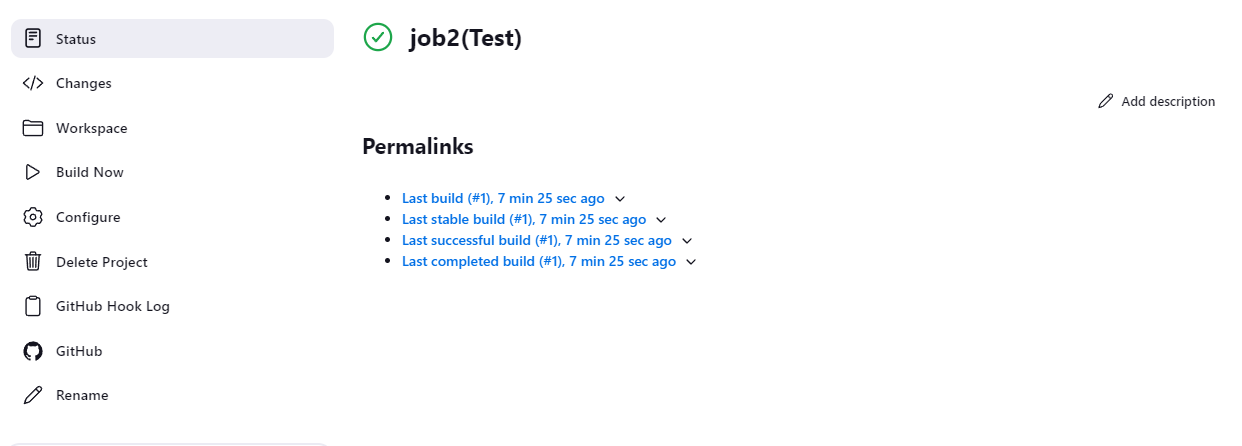 Status
Changes
Workspace
Build Now
Configure
Delete Project
GitHub Hook Log
GitHub
Rename
job2(Test)
Add description
Permalinks
Last build (#1), 7 min 25 sec ago
Last stable build (#1), 7 min 25 sec ago
Last successful build (#1), 7 min 25 sec ago
Last completed build (#1), 7 min 25 sec ago